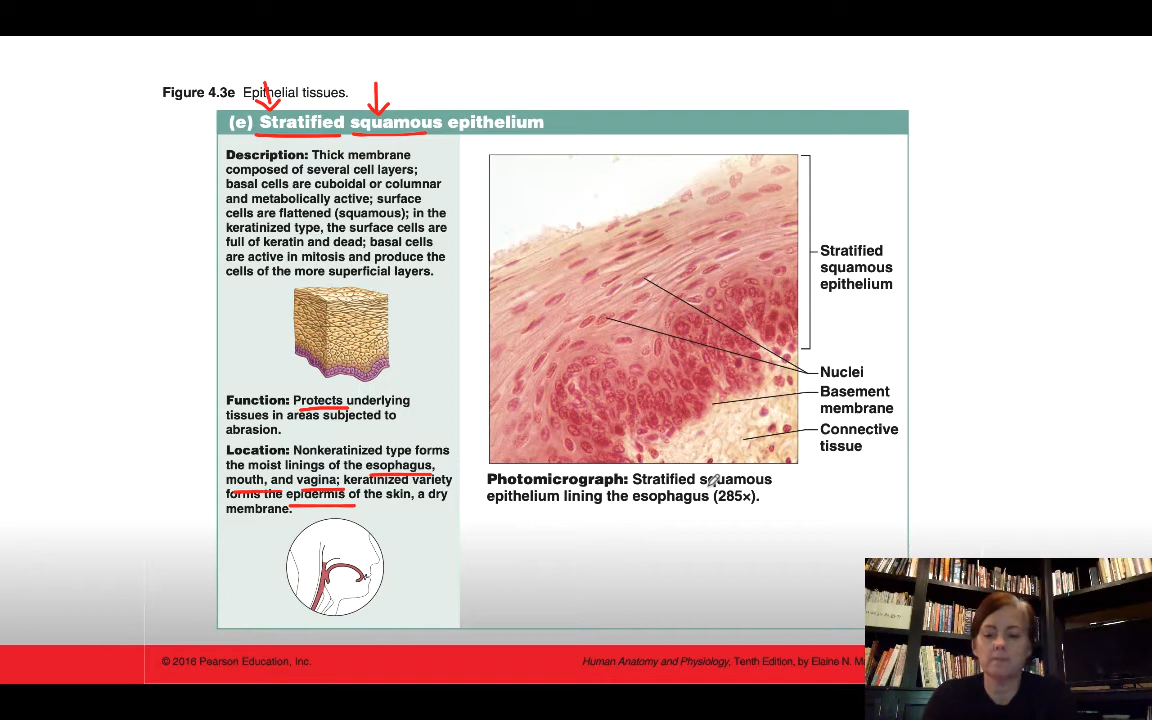 Figure 4.3e Epithelial tissues.
(e) Stratified squamous epithelium
Description: Thick membrane
composed of several cell layers;
basal cells are cuboidal or columnar
and metabolically active; surface
cells are flattened (squamous); in the
keratinized type, the surface cells are
full of keratin and dead; basal cells
are active in mitosis and produce the
cells of the more superficial layers.
Function: Protects underlying
tissues in areas subjected to
abrasion.
Location: Nonkeratinized type forms
the moist linings of the esophagus,
mouth, and vagina; keratinized variety
forms the epidermis of the skin, a dry
membrane.
Stratified
squamous
epithelium
Nuclei
Basement
membrane
Connective
tissue
Photomicrograph: Stratified squamous
epithelium lining the esophagus (285×).
© 2016 Pearson Education, Inc.
Human Anatomy and Physiology, Tenth Edition, by Elaine N.